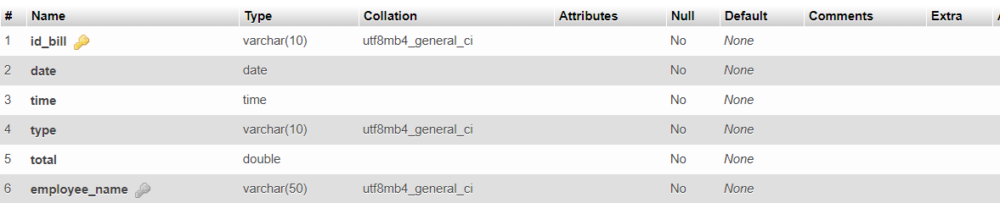 # Name Type Collation Attributes Null Default Comments Extra
1 id_bill varchar(10) utf8mb4_general_ci No None
2 date date No None
3 time time No None
4 type varchar(10) utf8mb4_general_ci No None
5 total double No None
6 employee_name varchar(50) utf8mb4_general_ci No None